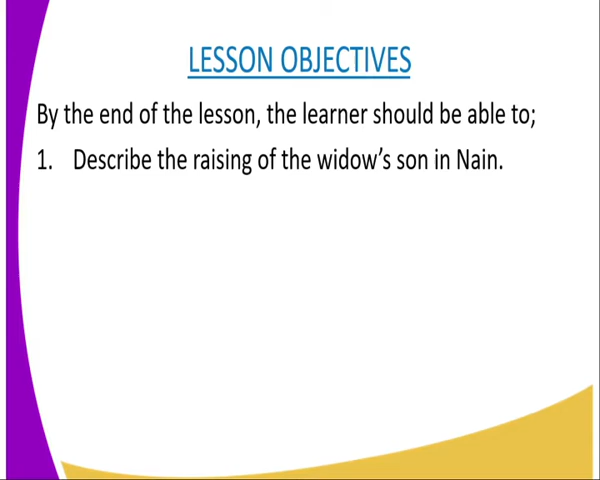 LESSON OBJECTIVES
By the end of the lesson, the learner should be able to;
1. Describe the raising of the widow’s son in Nain.